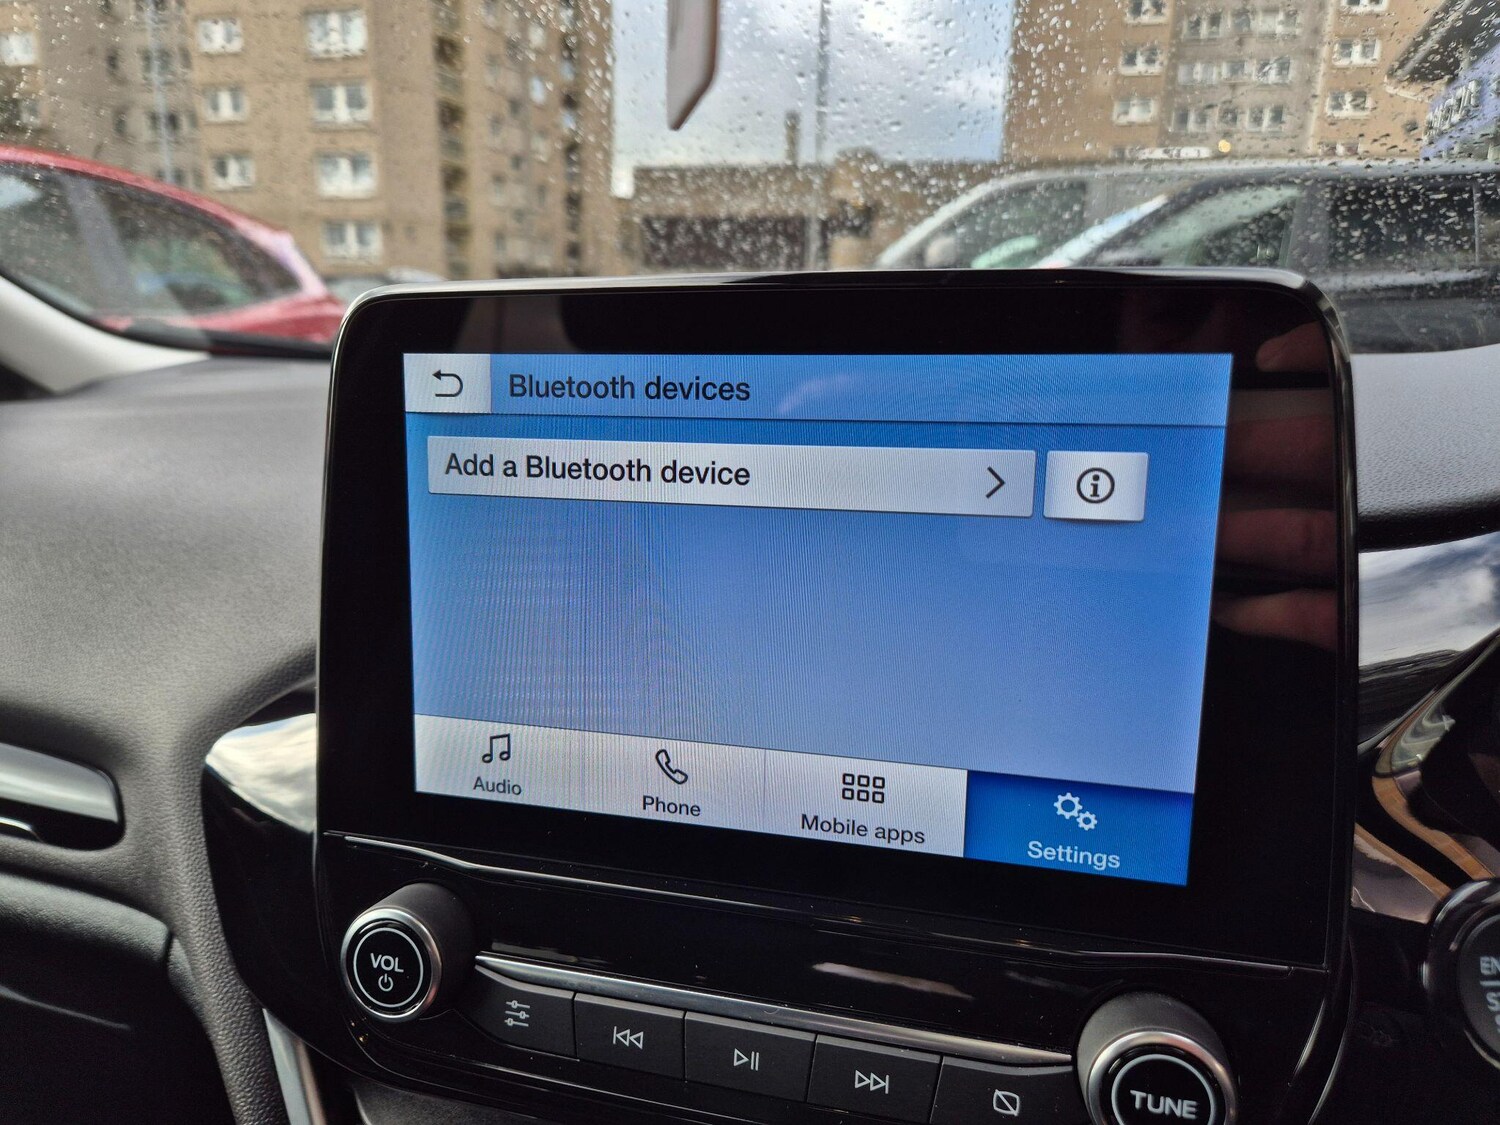 Bluetooth devices
Add a Bluetooth device
Audio
Phone
Mobile apps
Settings
VOL
TUNE